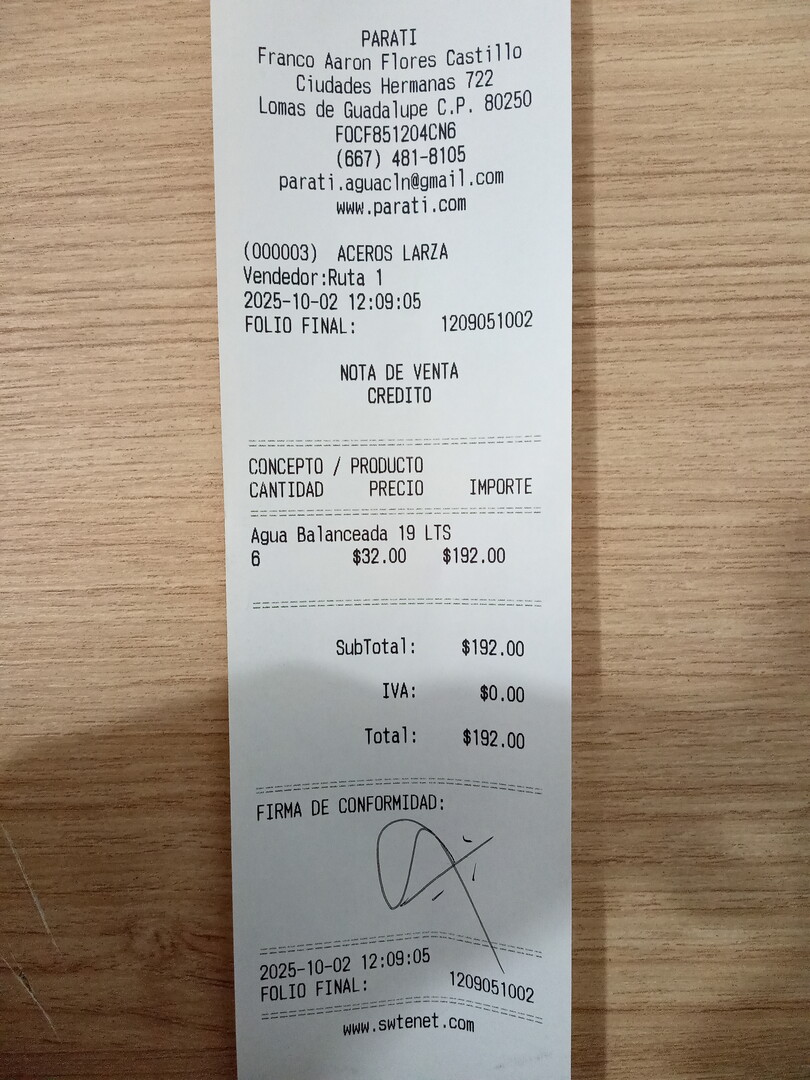 PARATI
Franco Aaron Flores Castillo
Ciudades Hermanas 722
Lomas de Guadalupe C.P. 80250
FOCF851204CN6
(667) 481-8105
parati.aguacln@gmail.com
www.parati.com
(000003) ACEROS LARZA
Vendedor:Ruta 1
2025-10-02 12:09:05
FOLIO FINAL: 1209051002
NOTA DE VENTA
CREDITO
CONCEPTO / PRODUCTO
CANTIDAD PRECIO IMPORTE
Agua Balanceada 19 LTS
6 $32.00 $192.00
SubTotal: $192.00
IVA: $0.00
Total: $192.00
FIRMA DE CONFORMIDAD:
2025-10-02 12:09:05
FOLIO FINAL: 1209051002
www.swtenet.com